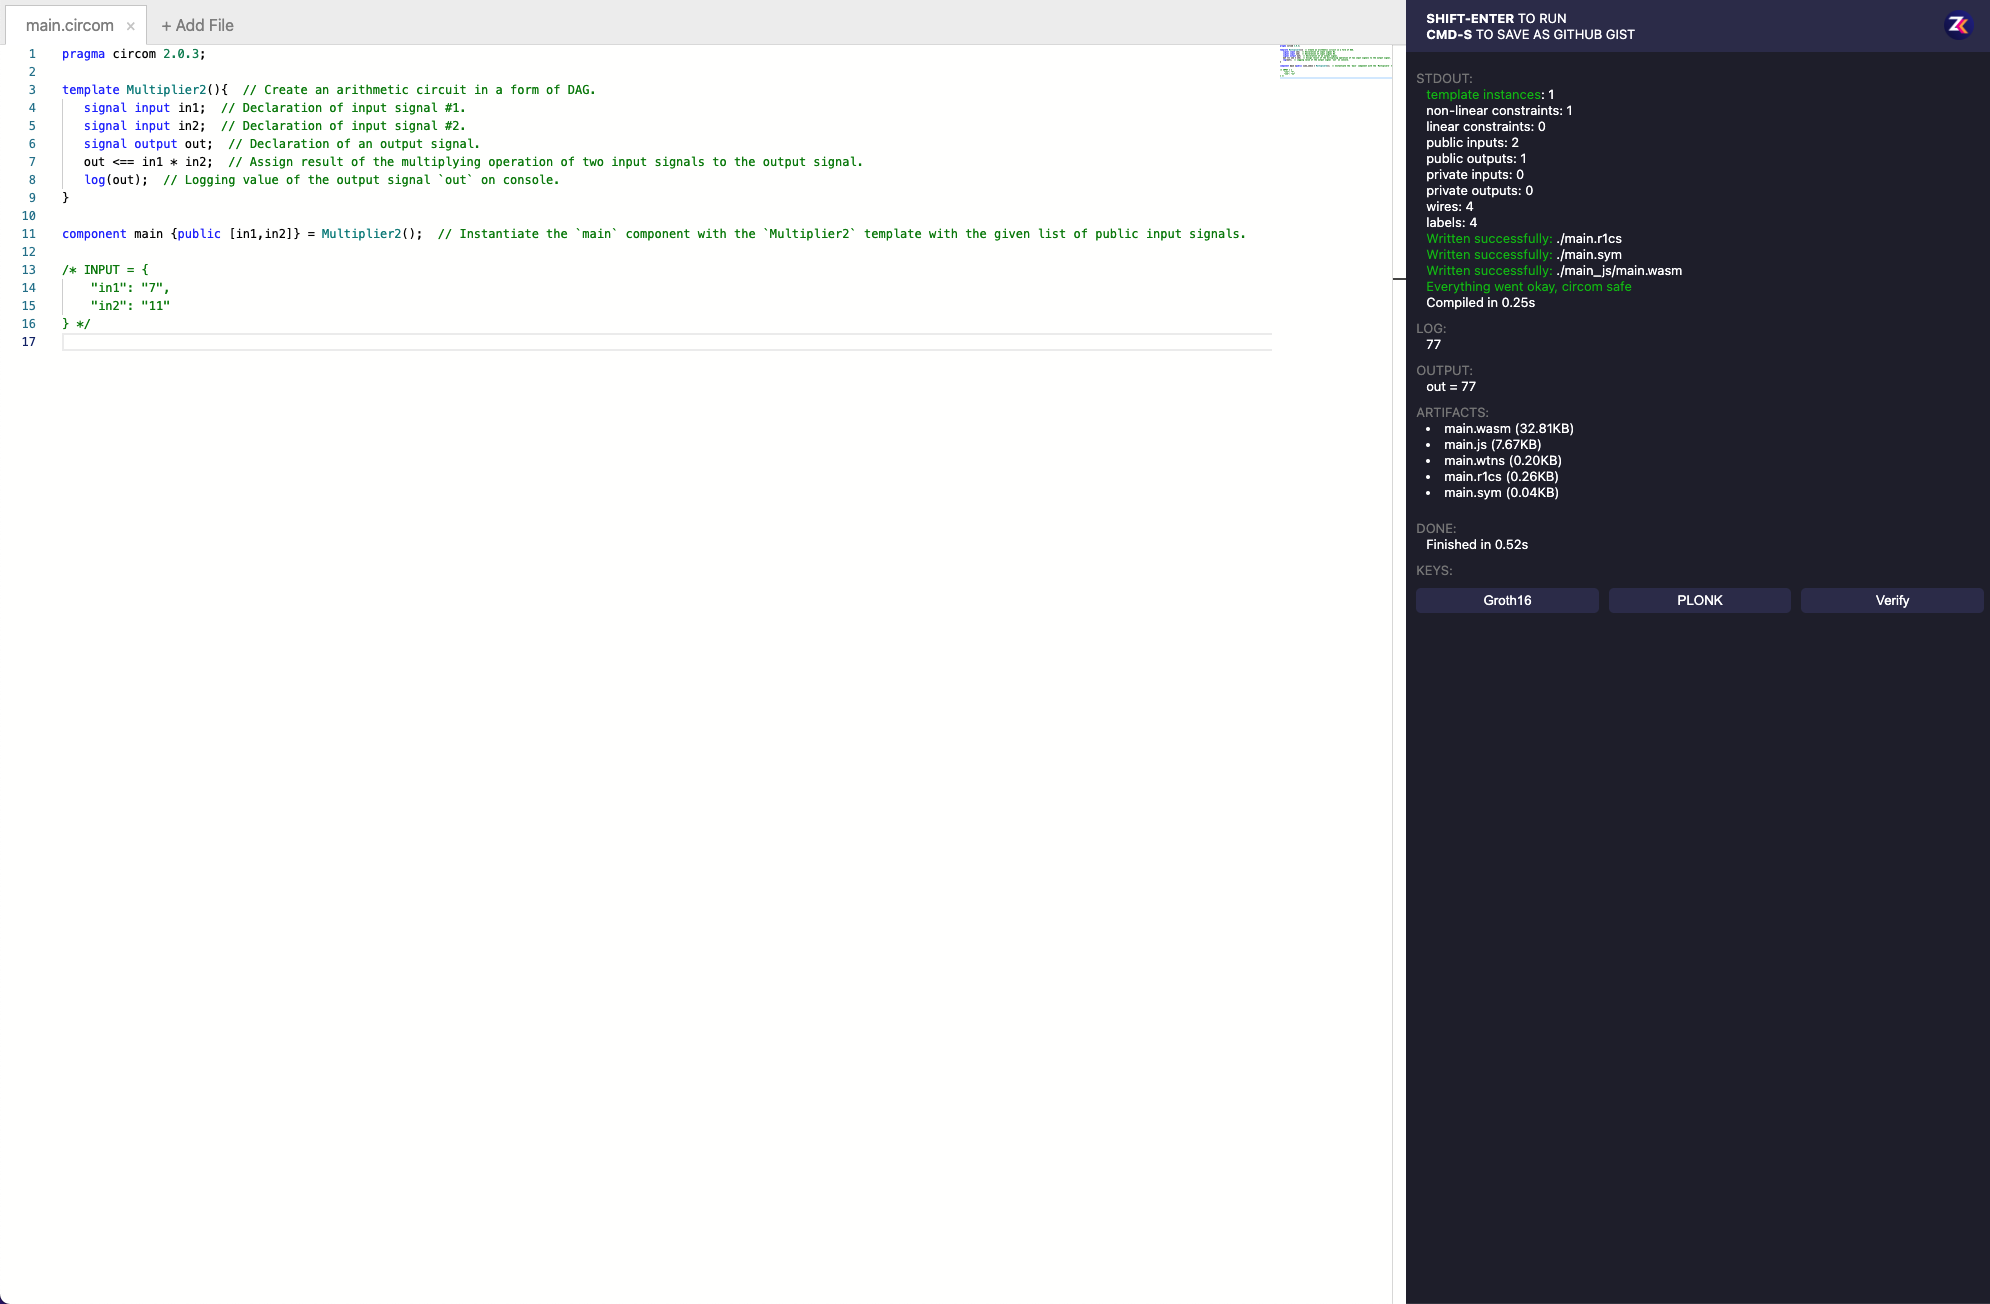 main.circom ×
+ Add File
1 pragma circom 2.0.3;
2
3 template Multiplier2(){  // Create an arithmetic circuit in a form of DAG.
4    signal input in1;  // Declaration of input signal #1.
5    signal input in2;  // Declaration of input signal #2.
6    signal output out;  // Declaration of an output signal.
7    out <== in1 * in2;  // Assign result of the multiplying operation of two input signals to the output signal.
8    log(out);  // Logging value of the output signal `out` on console.
9 }
10
11 component main {public [in1,in2]} = Multiplier2();  // Instantiate the `main` component with the `Multiplier2` template with the given list of public input signals.
12
13 /* INPUT = {
14     "in1": "7",
15     "in2": "11"
16 } */
17
SHIFT-ENTER TO RUN
CMD-S TO SAVE AS GITHUB GIST
ZK
STDOUT:
template instances: 1
non-linear constraints: 1
linear constraints: 0
public inputs: 2
public outputs: 1
private inputs: 0
private outputs: 0
wires: 4
labels: 4
Written successfully: ./main.r1cs
Written successfully: ./main.sym
Written successfully: ./main_js/main.wasm
Everything went okay, circom safe
Compiled in 0.25s
LOG:
77
OUTPUT:
out = 77
ARTIFACTS:
• main.wasm (32.81KB)
• main.js (7.67KB)
• main.wtns (0.20KB)
• main.r1cs (0.26KB)
• main.sym (0.04KB)
DONE:
Finished in 0.52s
KEYS:
Groth16
PLONK
Verify